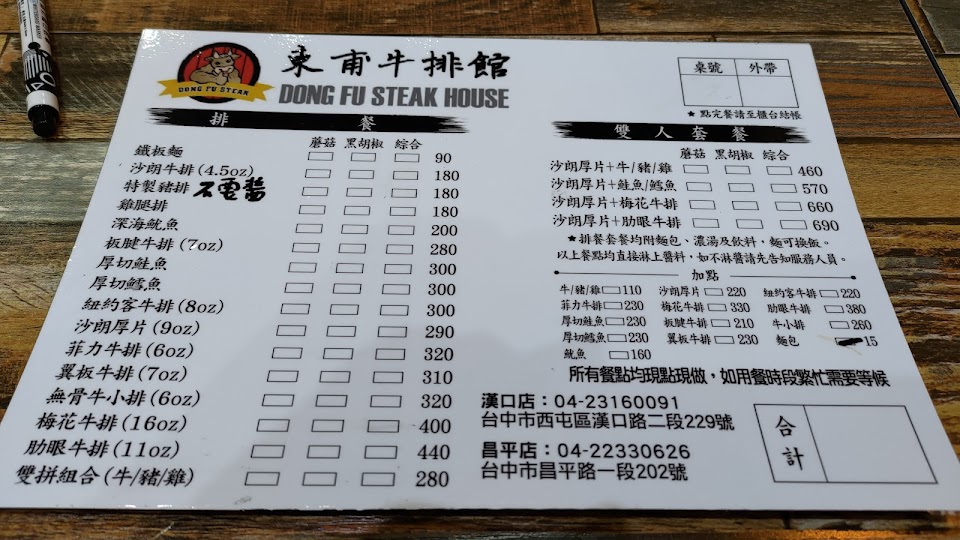 DONG FU STEAK
東甫牛排館
DONG FU STEAK HOUSE
桌號 外帶
★點完餐請至櫃台結帳
排 餐
蘑菇 黑胡椒 綜合
鐵板麵 90
沙朗牛排(4.5oz) 180
特製豬排 180
雞腿排 180
深海魷魚 200
板腱牛排(7oz) 280
厚切鮭魚 300
厚切鱈魚 300
紐約客牛排(8oz) 300
沙朗厚片(9oz) 290
菲力牛排(6oz) 320
翼板牛排(7oz) 310
無骨牛小排(6oz) 320
梅花牛排(16oz) 400
肋眼牛排(11oz) 440
雙拼組合(牛/豬/雞) 280
雙人套餐
蘑菇 黑胡椒 綜合
沙朗厚片+牛/豬/雞 460
沙朗厚片+鮭魚/鱈魚 570
沙朗厚片+梅花牛排 660
沙朗厚片+肋眼牛排 690
★排餐套餐均附麵包、濃湯及飲料,麵可換飯。
以上餐點均直接淋上醬料,如不淋醬請先告知服務人員。
加點
牛/豬/雞 110 沙朗厚片 220 紐約客牛排 220
菲力牛排 230 梅花牛排 330 肋眼牛排 380
厚切鮭魚 230 板腱牛排 210 牛小排 260
厚切鱈魚 230 翼板牛排 230 麵包 15
魷魚 160
所有餐點均現點現做,如用餐時段繁忙需要等候
漢口店:04-23160091
台中市西屯區漢口路二段229號
昌平店:04-22330626
台中市昌平路一段202號
合計